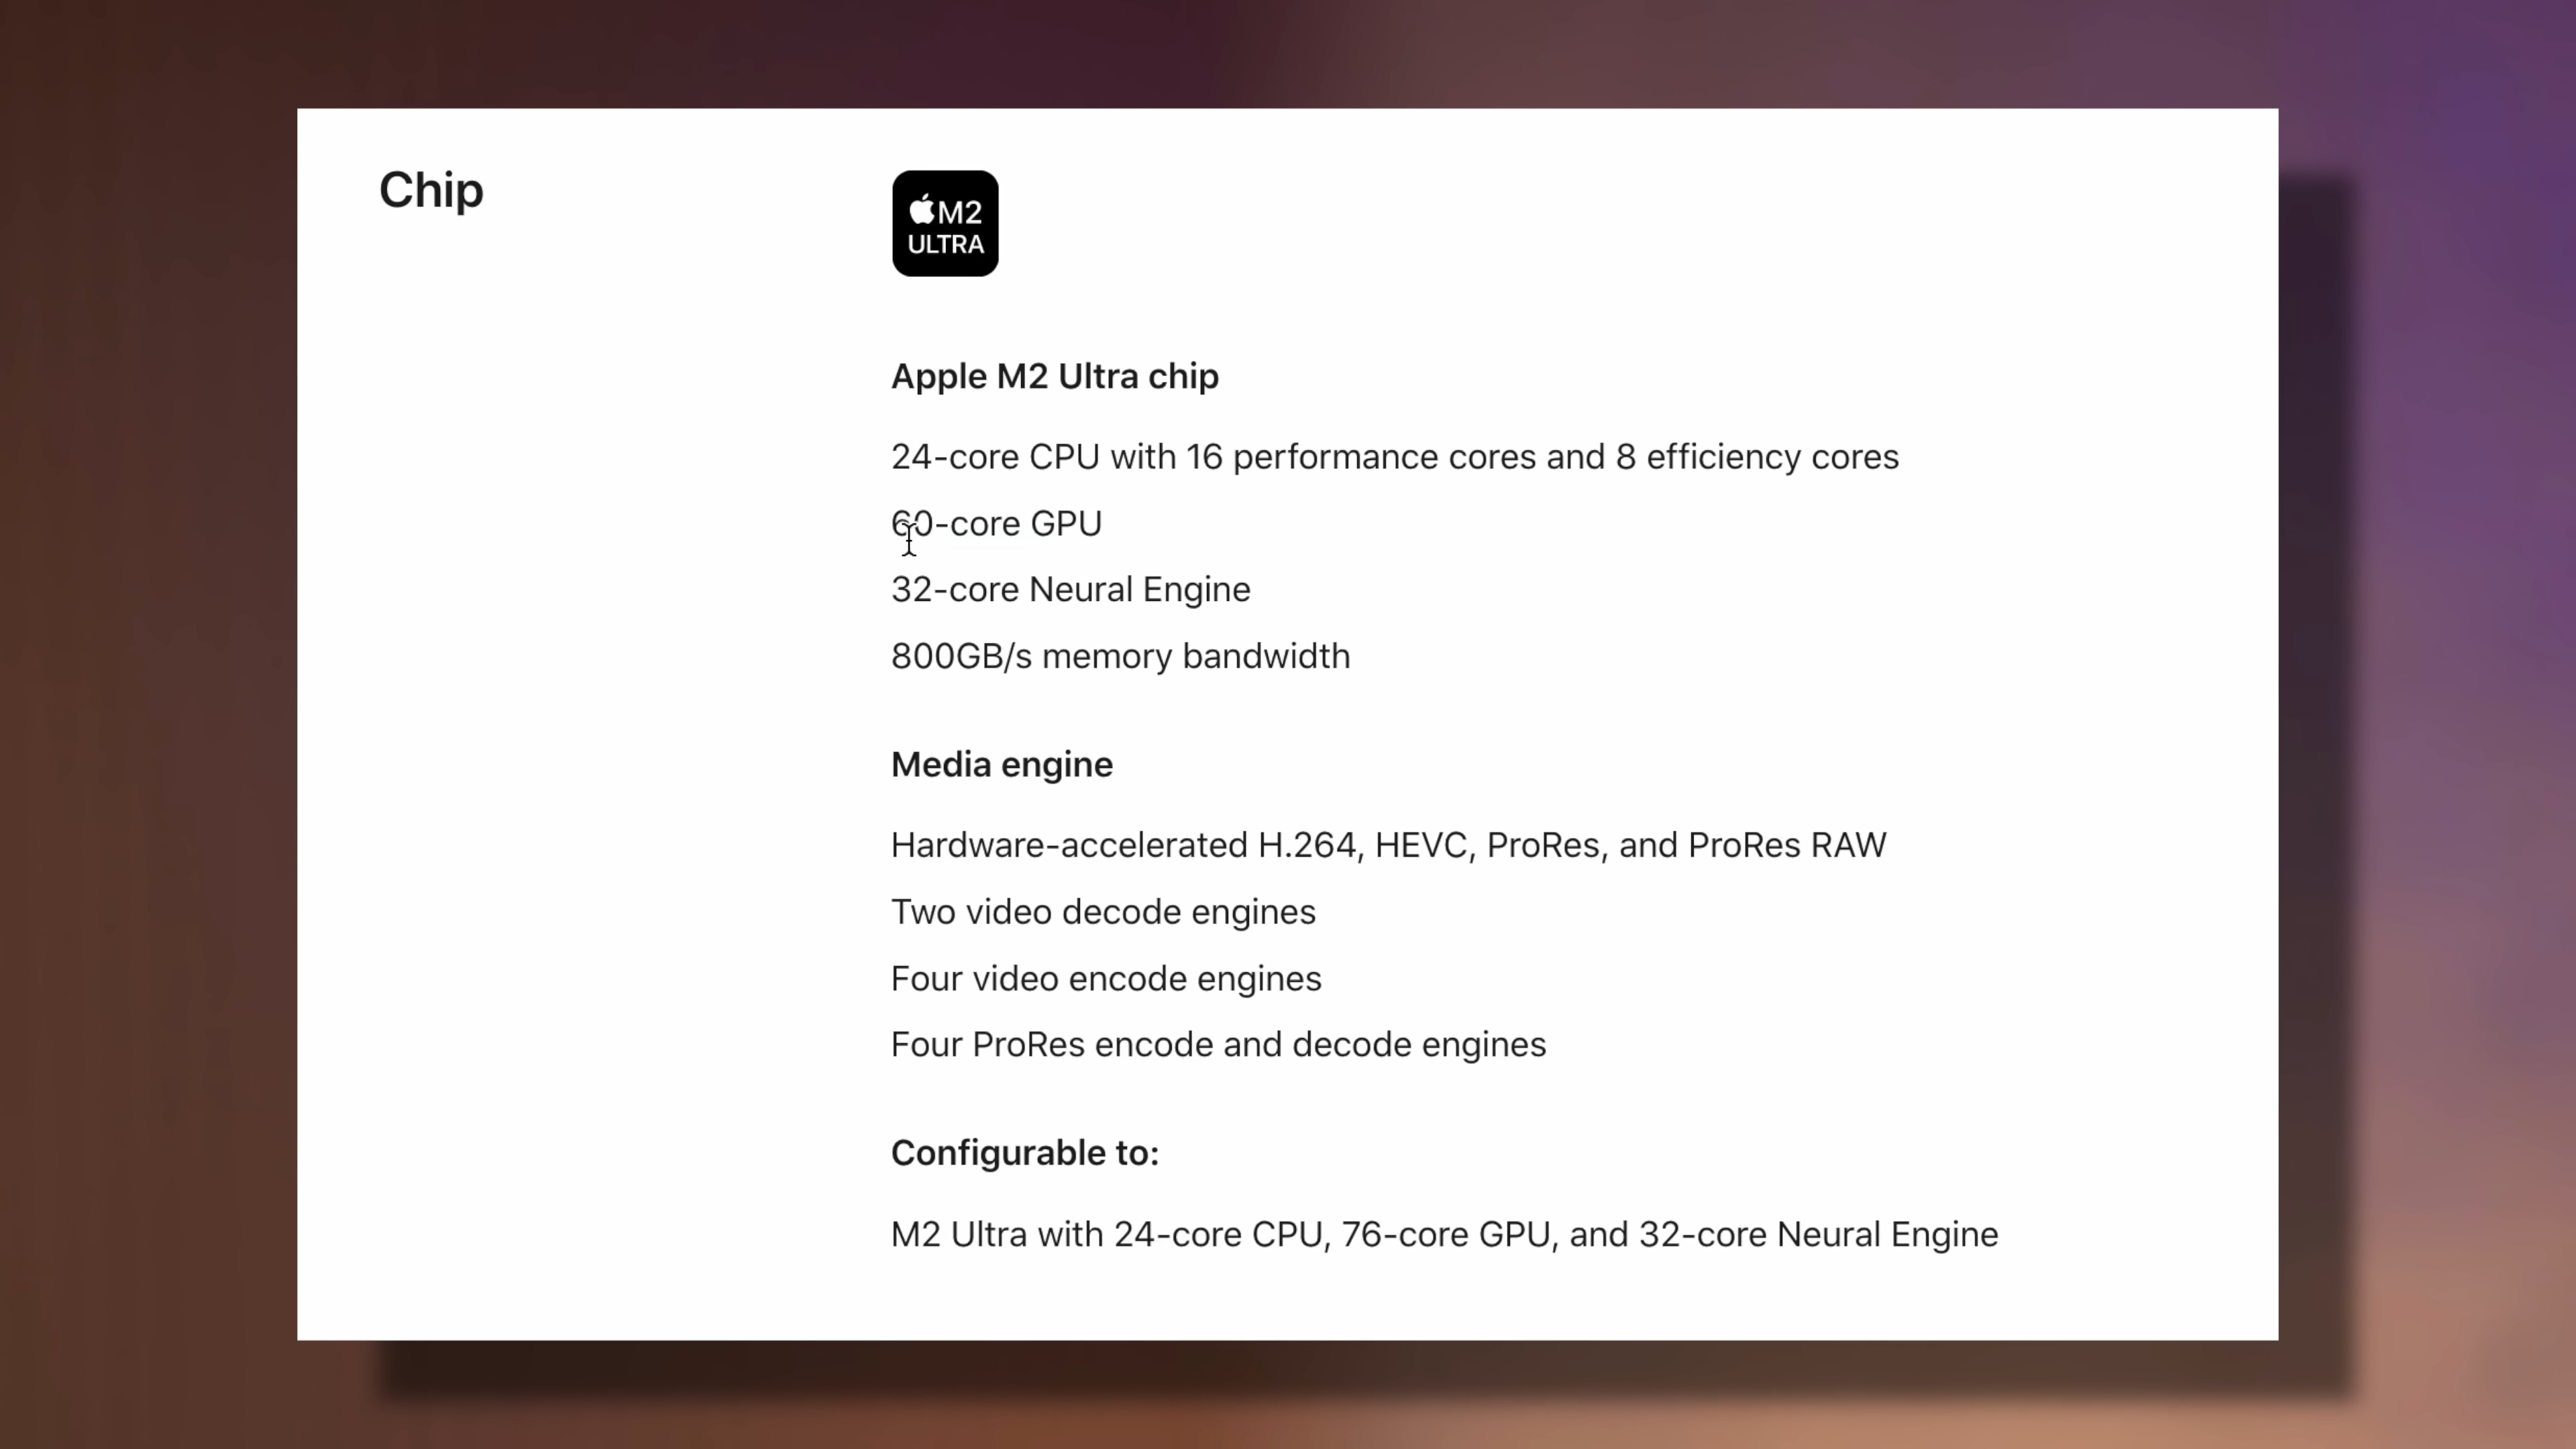 Chip
M2
ULTRA
Apple M2 Ultra chip
24-core CPU with 16 performance cores and 8 efficiency cores
60-core GPU
32-core Neural Engine
800GB/s memory bandwidth
Media engine
Hardware-accelerated H.264, HEVC, ProRes, and ProRes RAW
Two video decode engines
Four video encode engines
Four ProRes encode and decode engines
Configurable to:
M2 Ultra with 24-core CPU, 76-core GPU, and 32-core Neural Engine